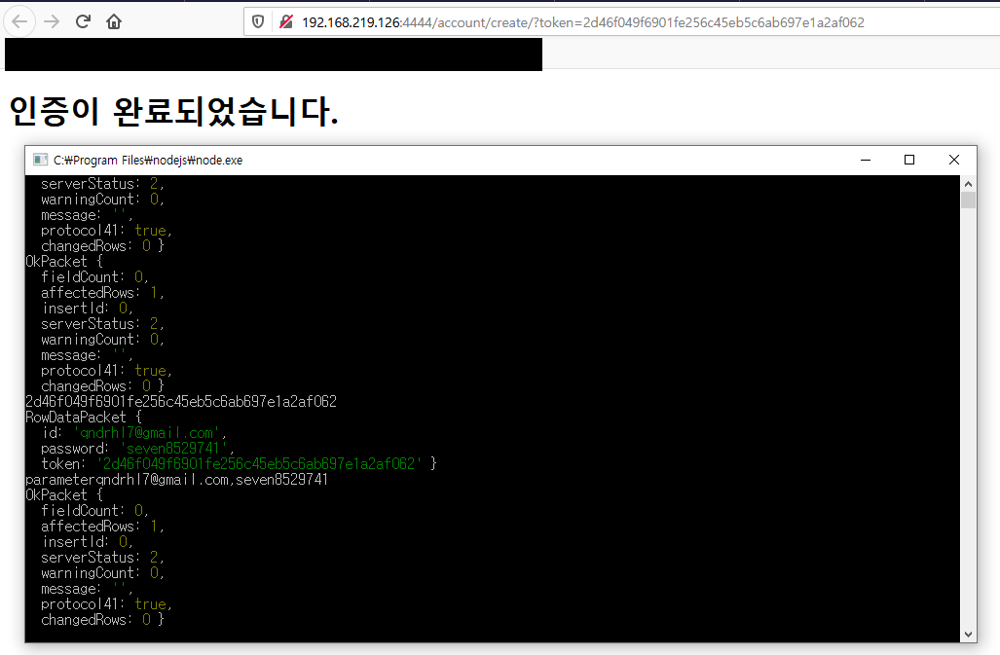 192.168.219.126:4444/account/create/?token=2d46f049f6901fe256c45eb5c6ab697e1a2af062
인증이 완료되었습니다.
C:₩Program Files₩nodejs₩node.exe
serverStatus: 2,
warningCount: 0,
message: '',
protocol41: true,
changedRows: 0 }
OkPacket {
fieldCount: 0,
affectedRows: 1,
insertId: 0,
serverStatus: 2,
warningCount: 0,
message: '',
protocol41: true,
changedRows: 0 }
2d46f049f6901fe256c45eb5c6ab697e1a2af062
RowDataPacket {
id: 'qndrhl7@gmail.com',
password: 'seven8529741',
token: '2d46f049f6901fe256c45eb5c6ab697e1a2af062' }
parameterqndrhl7@gmail.com,seven8529741
OkPacket {
fieldCount: 0,
affectedRows: 1,
insertId: 0,
serverStatus: 2,
warningCount: 0,
message: '',
protocol41: true,
changedRows: 0 }